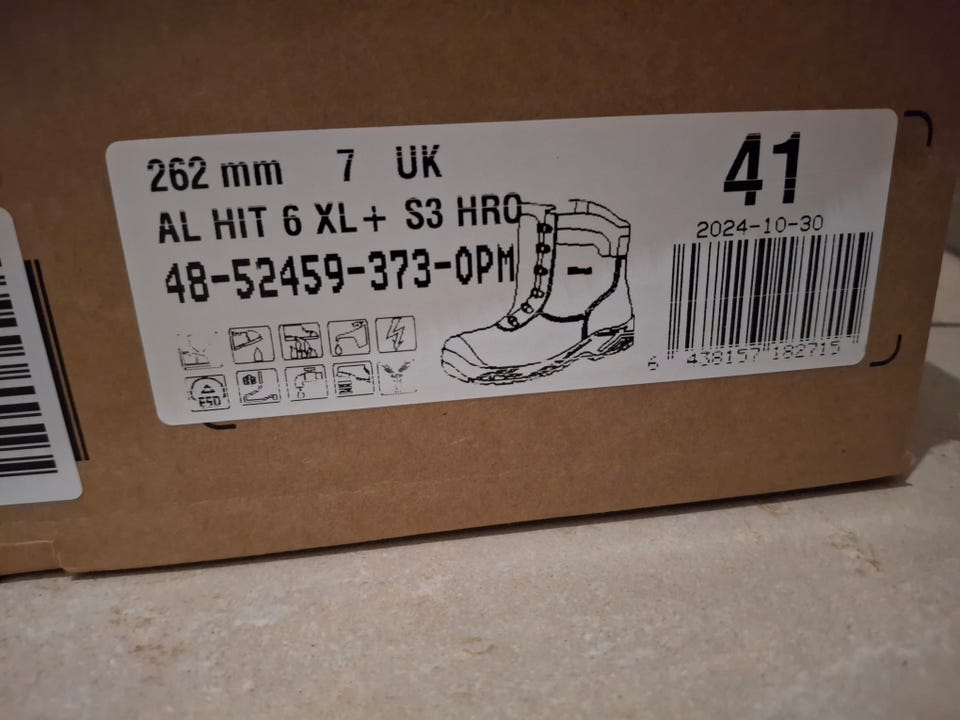 262 mm 7 UK
AL HIT 6 XL+ S3 HRO
48-52459-373-0PM
41
2024-10-30
6 438157 182715
ESD